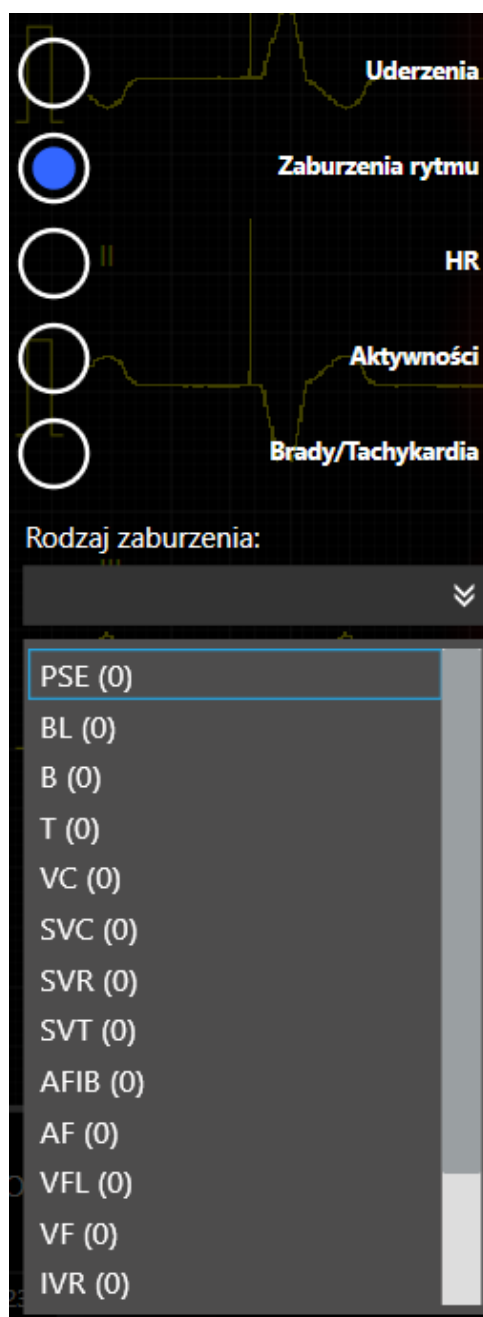 Uderzenia
Zaburzenia rytmu
II
HR
Aktywności
Brady/Tachykardia
Rodzaj zaburzenia:
PSE (0)
BL (0)
B (0)
T (0)
VC (0)
SVC (0)
SVR (0)
SVT (0)
AFIB (0)
AF (0)
VFL (0)
VF (0)
IVR (0)